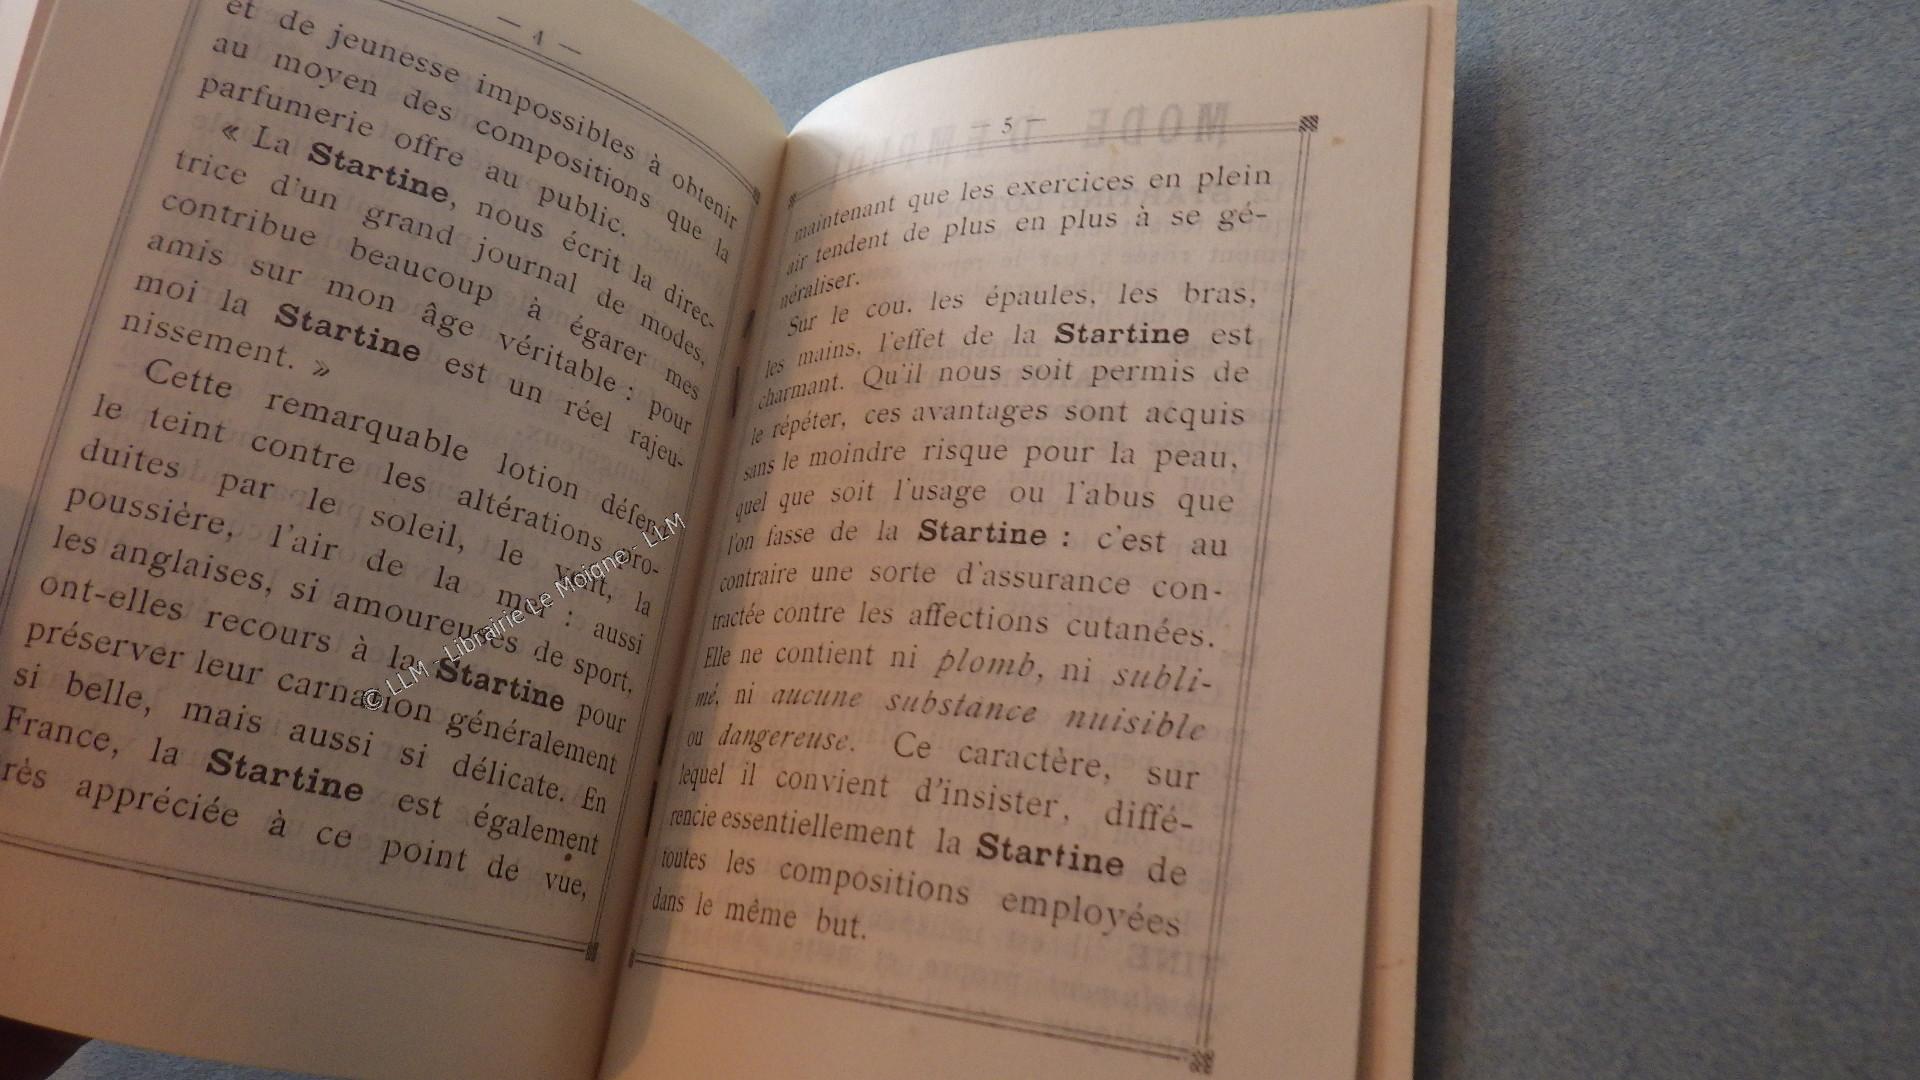 — 4 —
et de jeunesse impossibles à obtenir
au moyen des compositions que la
parfumerie offre au public.
« La Startine, nous écrit la direc-
trice d'un grand journal de modes,
contribue beaucoup à égarer mes
amis sur mon âge véritable : pour
moi la Startine est un réel rajeu-
nissement. »
Cette remarquable lotion défend
le teint contre les altérations pro-
duites par le soleil, le vent, la
poussière, l'air de la mer : aussi
les anglaises, si amoureuses de sport,
ont-elles recours à la Startine pour
préserver leur carnation généralement
si belle, mais aussi si délicate. En
France, la Startine est également
rès appréciée à ce point de vue,
5 —
maintenant que les exercices en plein
air tendent de plus en plus à se gé-
néraliser.
Sur le cou. les épaules, les bras,
les mains, l'effet de la Startine est
charmant. Qu'il nous soit permis de
le répéter, ces avantages sont acquis
sans le moindre risque pour la peau,
quel que soit l'usage ou l'abus que
l'on fasse de la Startine : c'est au
contraire une sorte d'assurance con-
tractée contre les affections cutanées.
Elle ne contient ni plomb, ni subli-
mé, ni aucune substance nuisible
ou dangereuse. Ce caractère, sur
lequel il convient d'insister, diffé-
rencie essentiellement la Startine de
toutes les compositions employées
dans le même but.
© LLM - Librairie Le Moigne - LLM